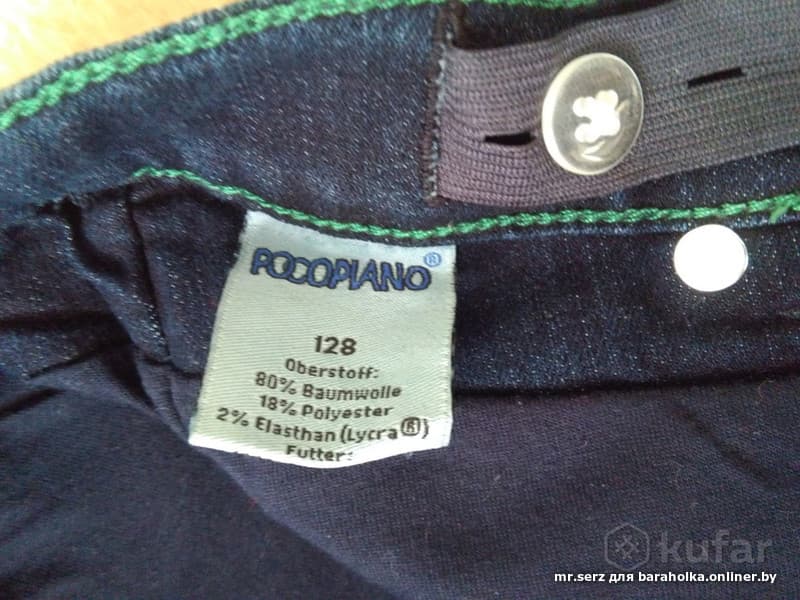 POCOPIANO®
128
Oberstoff:
80% Baumwolle
18% Polyester
2% Elasthan (Lycra®)
Futter:
kufar
mr.serz для baraholka.onliner.by